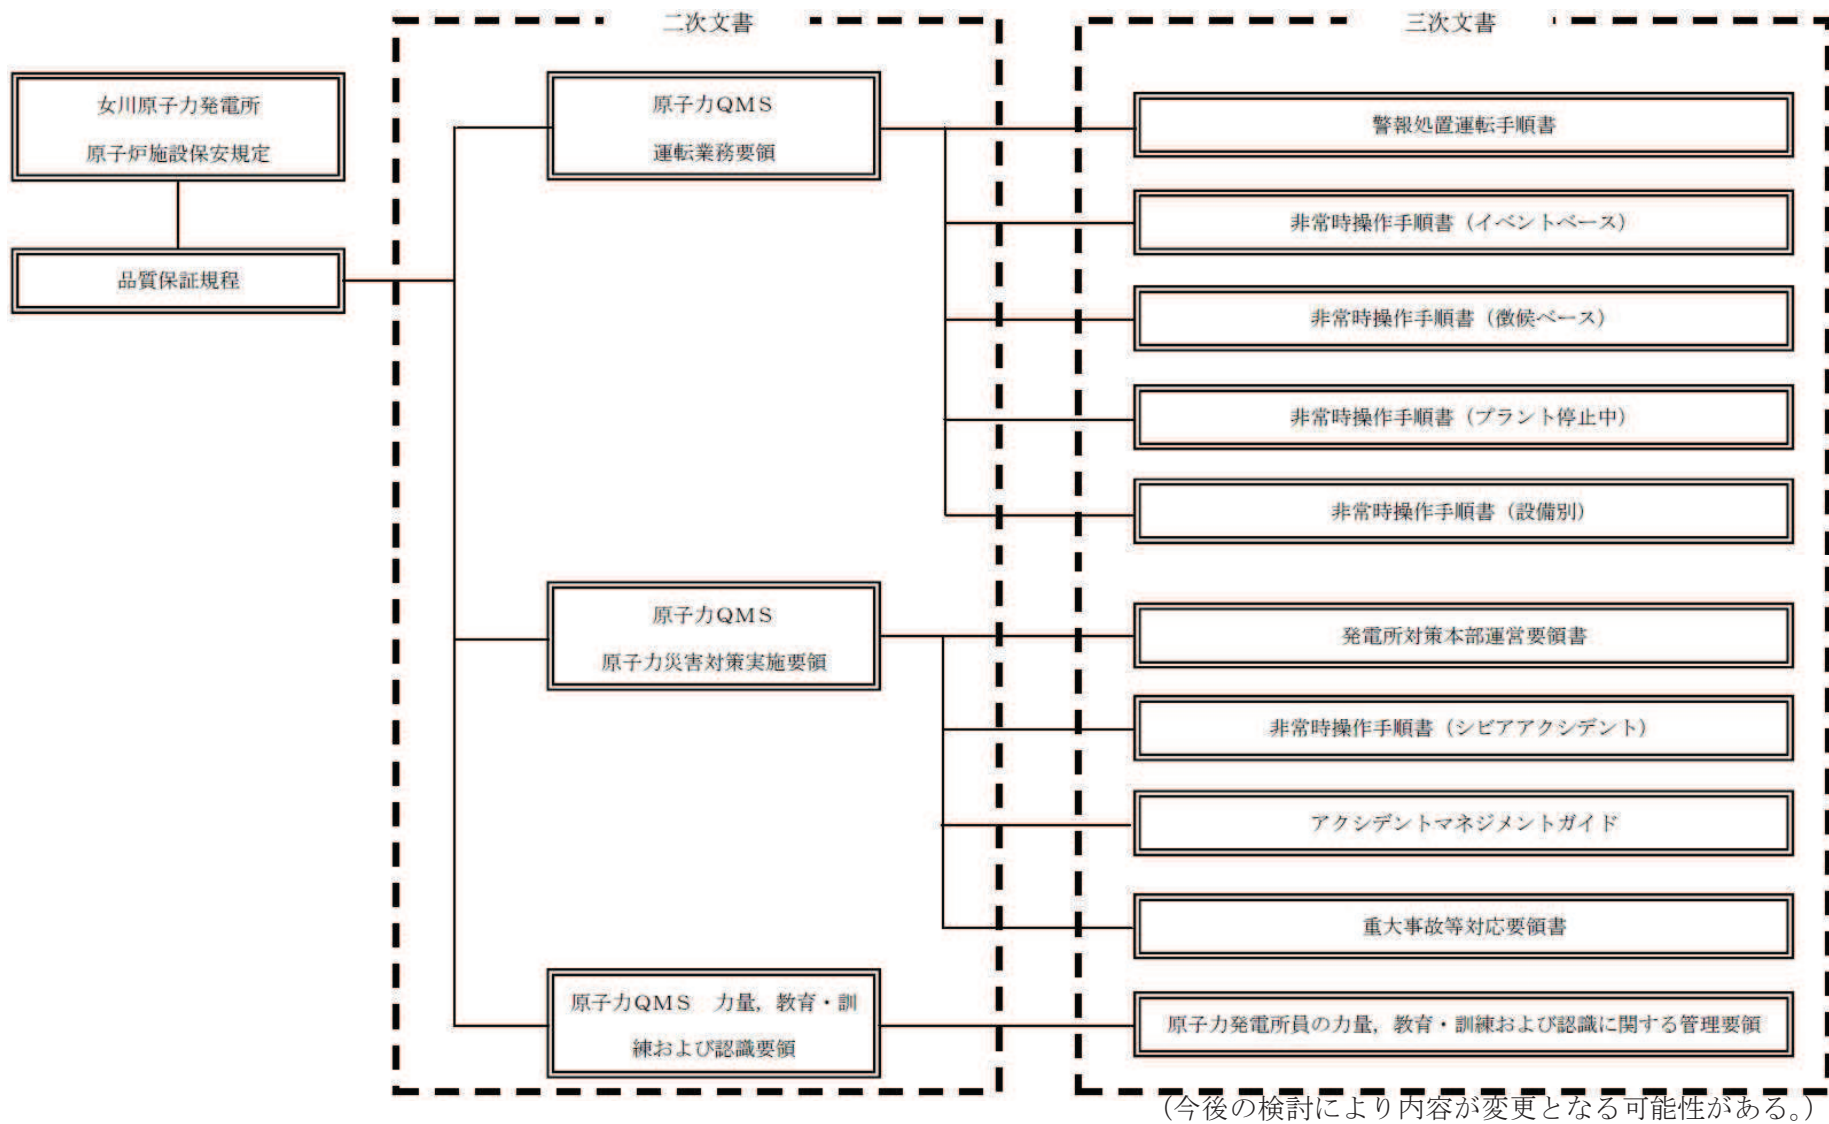 二次文書
三次文書
女川原子力発電所
原子炉施設保安規定
品質保証規程
原子力QMS
運転業務要領
警報処置運転手順書
非常時操作手順書（イベントベース）
非常時操作手順書（徴候ベース）
非常時操作手順書（プラント停止中）
非常時操作手順書（設備別）
原子力QMS
原子力災害対策実施要領
発電所対策本部運営要領書
非常時操作手順書（シビアアクシデント）
アクシデントマネジメントガイド
重大事故等対応要領書
原子力QMS　力量，教育・訓
練および認識要領
原子力発電所員の力量，教育・訓練および認識に関する管理要領
（今後の検討により内容が変更となる可能性がある。）